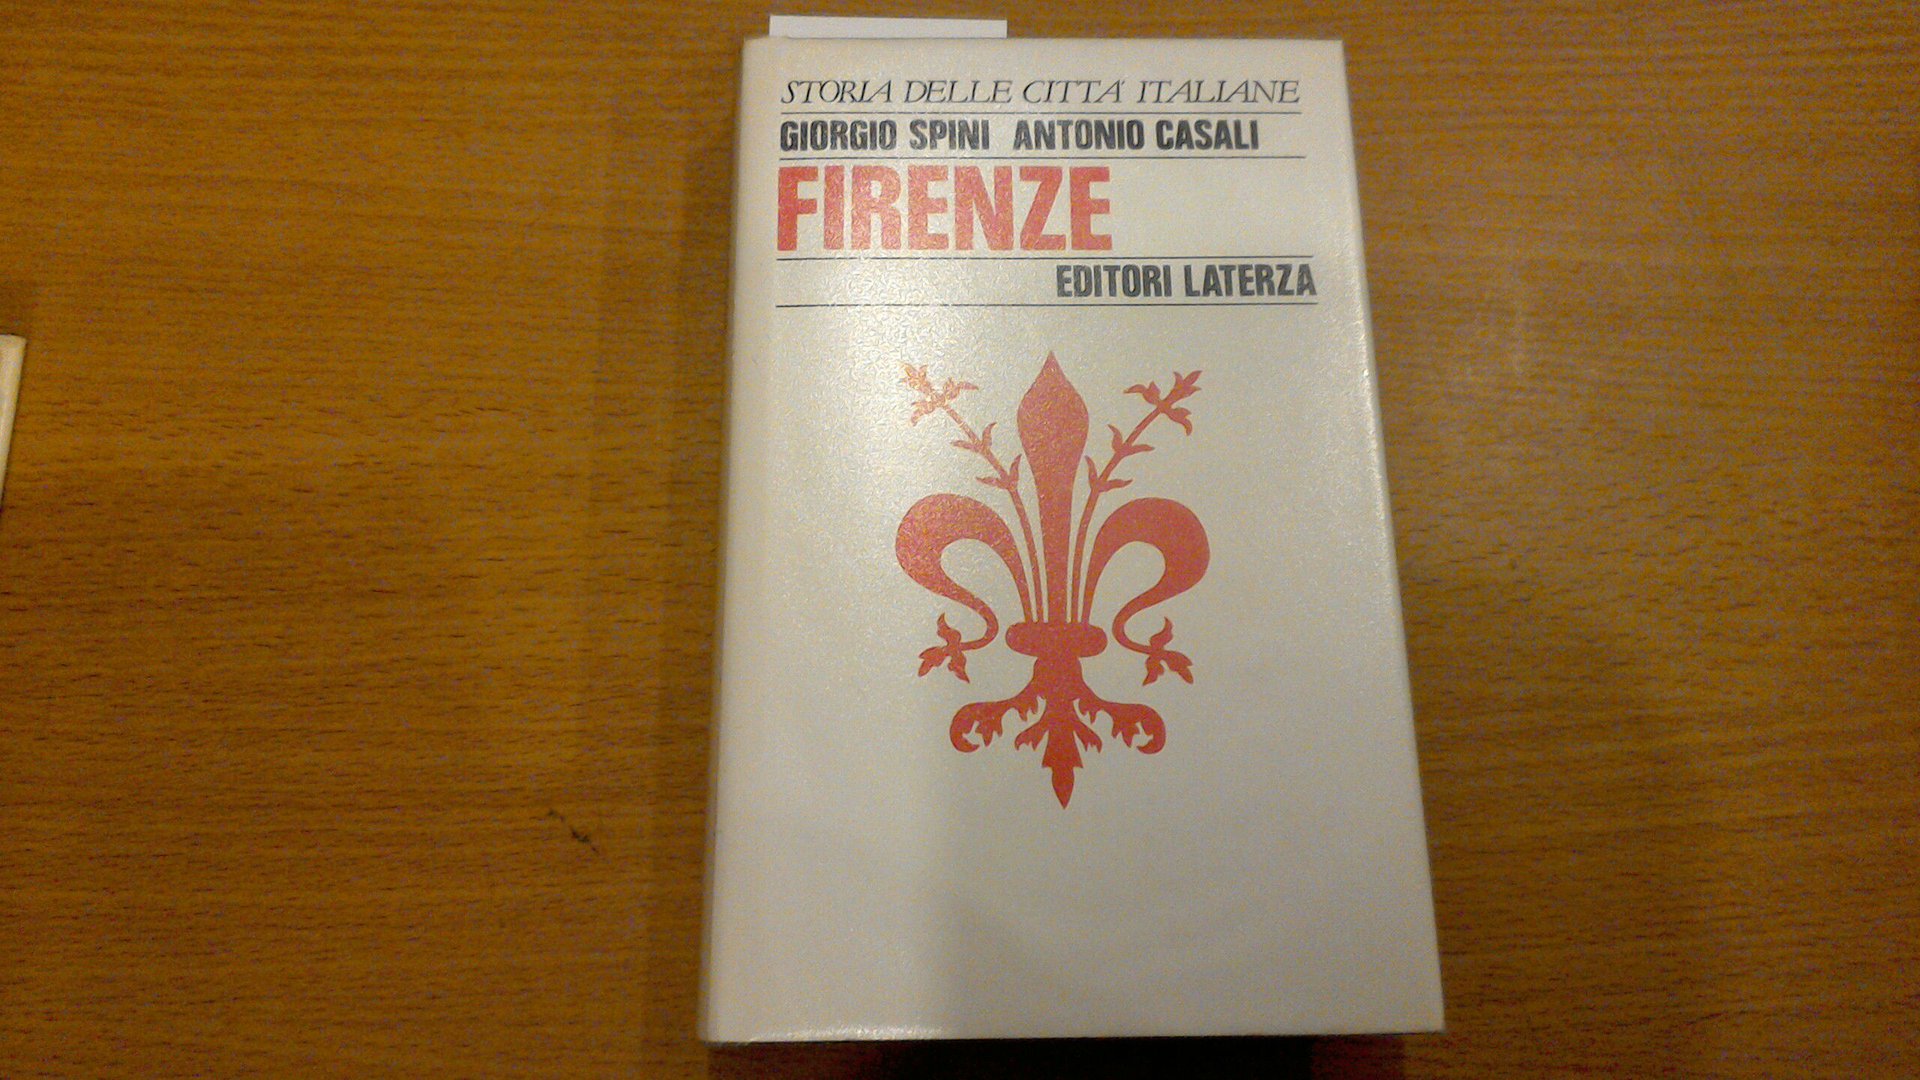 STORIA DELLE CITTA' ITALIANE
GIORGIO SPINI ANTONIO CASALI
FIRENZE
EDITORI LATERZA